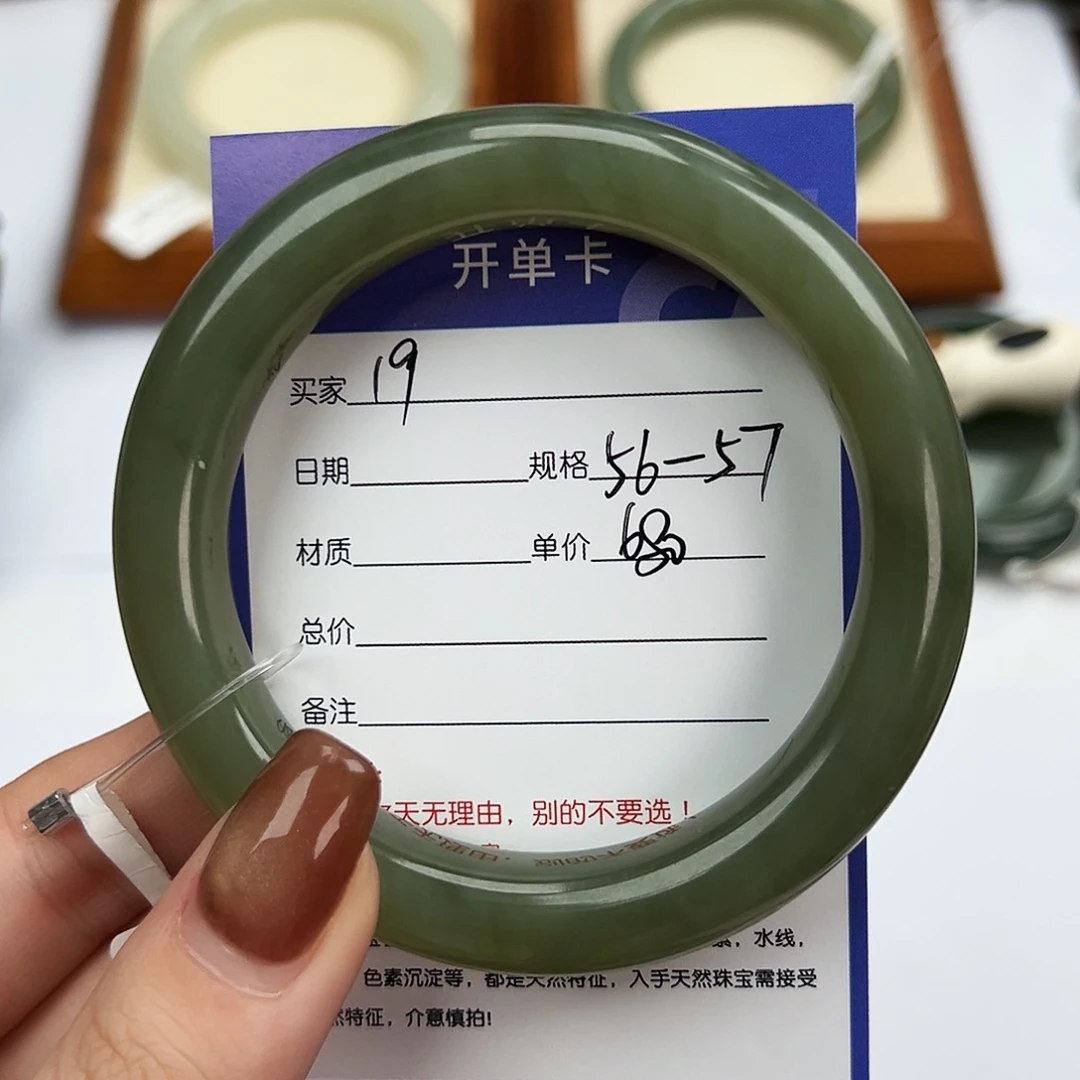 开单卡
买家 19
日期 规格 56-57
材质 单价 680
总价
备注
天无理由，别的不要选！
，水线，
色素沉淀等，都是天然特征，入手天然珠宝需接受
然特征，介意慎拍!